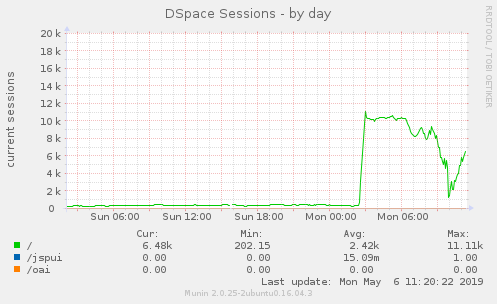 DSpace Sessions - by day
RRDTOOL / TOBI OETIKER
current sessions
20 k
18 k
16 k
14 k
12 k
10 k
8 k
6 k
4 k
2 k
0
Sun 06:00 Sun 12:00 Sun 18:00 Mon 00:00 Mon 06:00
Cur: Min: Avg: Max:
/ 6.48k 202.15 2.42k 11.11k
/jspui 0.00 0.00 15.09m 1.00
/oai 0.00 0.00 0.00 0.00
Last update: Mon May 6 11:20:22 2019
Munin 2.0.25-2ubuntu0.16.04.3